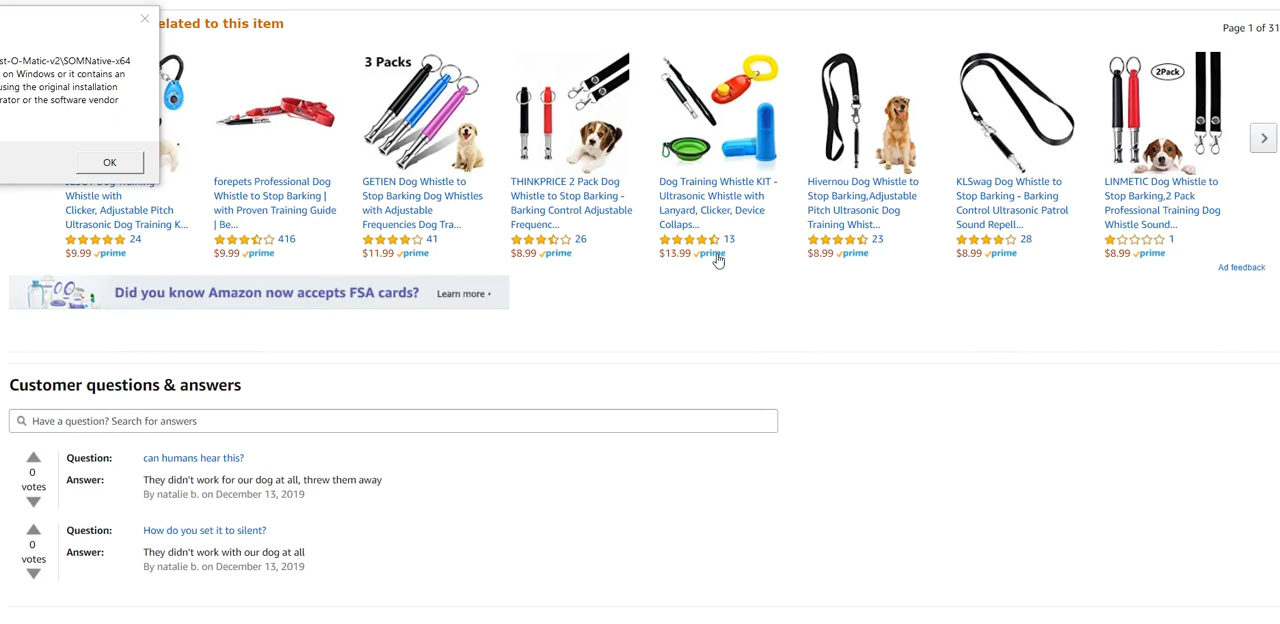 elated to this item
Page 1 of 31
st-O-Matic-v2\SOMNative-x64
on Windows or it contains an
using the original installation
rator or the software vendor
OK
3 Packs
2Pack
Whistle with
Clicker, Adjustable Pitch
Ultrasonic Dog Training K...
24
$9.99 prime
forepets Professional Dog
Whistle to Stop Barking |
with Proven Training Guide
| Be...
416
$9.99 prime
GETIEN Dog Whistle to
Stop Barking Dog Whistles
with Adjustable
Frequencies Dog Tra...
41
$11.99 prime
THINKPRICE 2 Pack Dog
Whistle to Stop Barking -
Barking Control Adjustable
Frequenc...
26
$8.99 prime
Dog Training Whistle KIT -
Ultrasonic Whistle with
Lanyard, Clicker, Device
Collaps...
13
$13.99 prime
Hivernou Dog Whistle to
Stop Barking,Adjustable
Pitch Ultrasonic Dog
Training Whist...
23
$8.99 prime
KLSwag Dog Whistle to
Stop Barking - Barking
Control Ultrasonic Patrol
Sound Repell...
28
$8.99 prime
LINMETIC Dog Whistle to
Stop Barking,2 Pack
Professional Training Dog
Whistle Sound...
1
$8.99 prime
Ad feedback
Did you know Amazon now accepts FSA cards? Learn more
Customer questions & answers
Have a question? Search for answers
0
votes
Question: can humans hear this?
Answer: They didn't work for our dog at all, threw them away
By natalie b. on December 13, 2019
0
votes
Question: How do you set it to silent?
Answer: They didn't work with our dog at all
By natalie b. on December 13, 2019